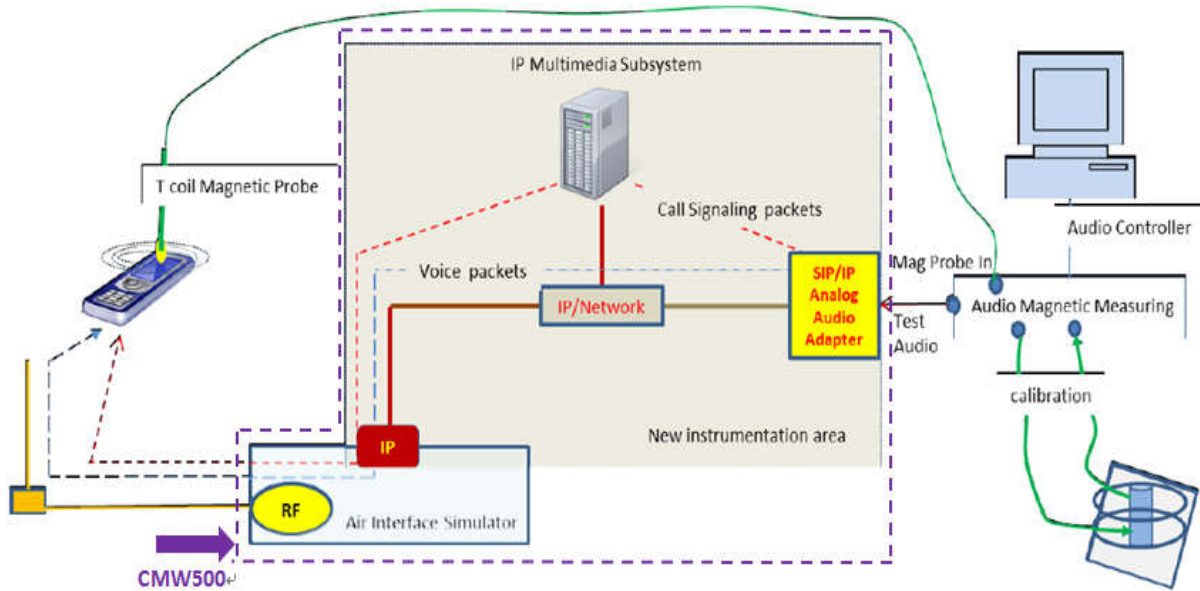 IP Multimedia Subsystem
T coil Magnetic Probe
Call Signaling packets
Audio Controller
Mag Probe In
Voice packets
SIP/IP
Analog
Audio
Adapter
IP/Network
Audio Magnetic Measuring
Test
Audio
calibration
New instrumentation area
IP
RF
Air Interface Simulator
CMW500